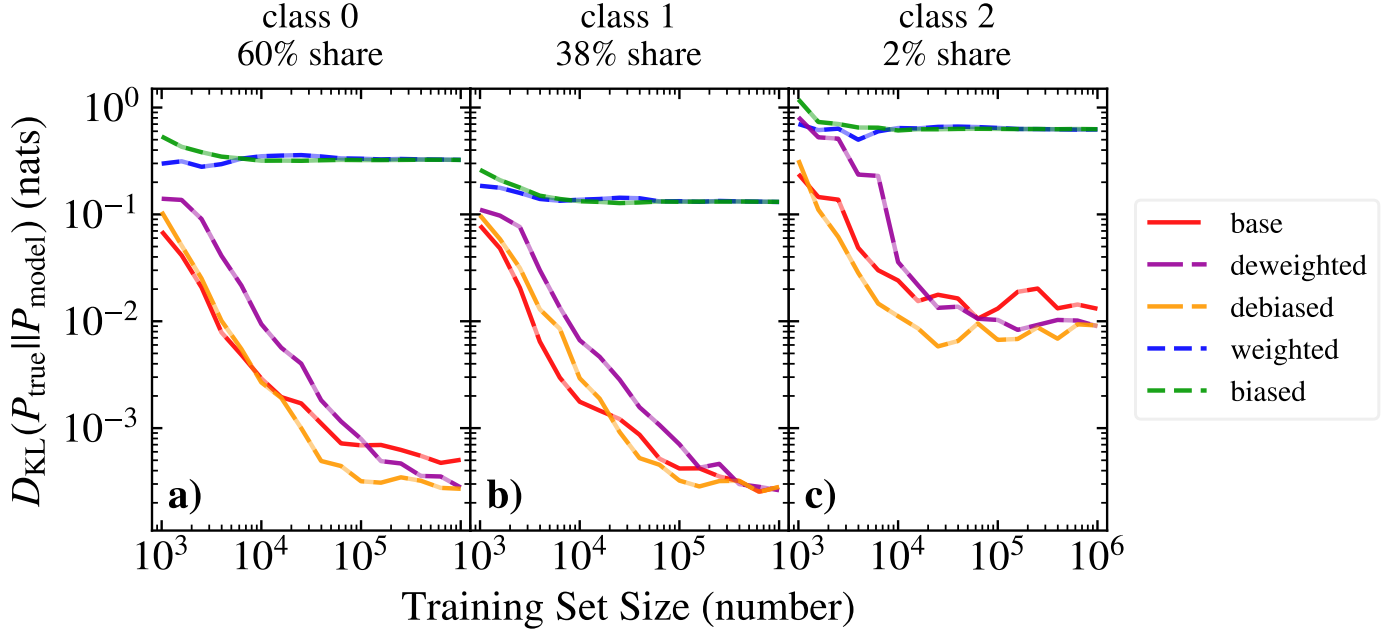 class 0
60% share
class 1
38% share
class 2
2% share
D_KL(P_true||P_model) (nats)
10^0
10^−1
10^−2
10^−3
a)
b)
c)
10^3
10^4
10^5
10^3
10^4
10^5
10^3
10^4
10^5
10^6
Training Set Size (number)
base
deweighted
debiased
weighted
biased